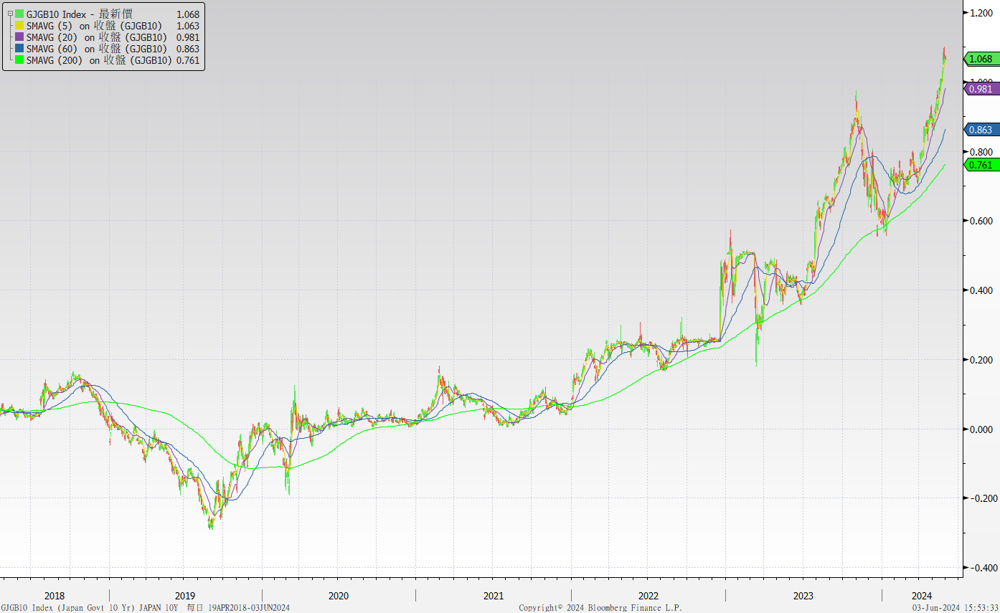 GJGB10 Index - 最新價 1.068
SMAVG (5) on 收盤 (GJGB10) 1.063
SMAVG (20) on 收盤 (GJGB10) 0.981
SMAVG (60) on 收盤 (GJGB10) 0.863
SMAVG (200) on 收盤 (GJGB10) 0.761
1.200
1.068
1.000
0.981
0.863
0.800
0.761
0.600
0.400
0.200
0.000
-0.200
-0.400
2018 2019 2020 2021 2022 2023 2024
GJGB10 Index (Japan Govt 10 Yr) JAPAN 10Y 每日 19APR2018-03JUN2024 Copyright© 2024 Bloomberg Finance L.P. 03-Jun-2024 15:53:33